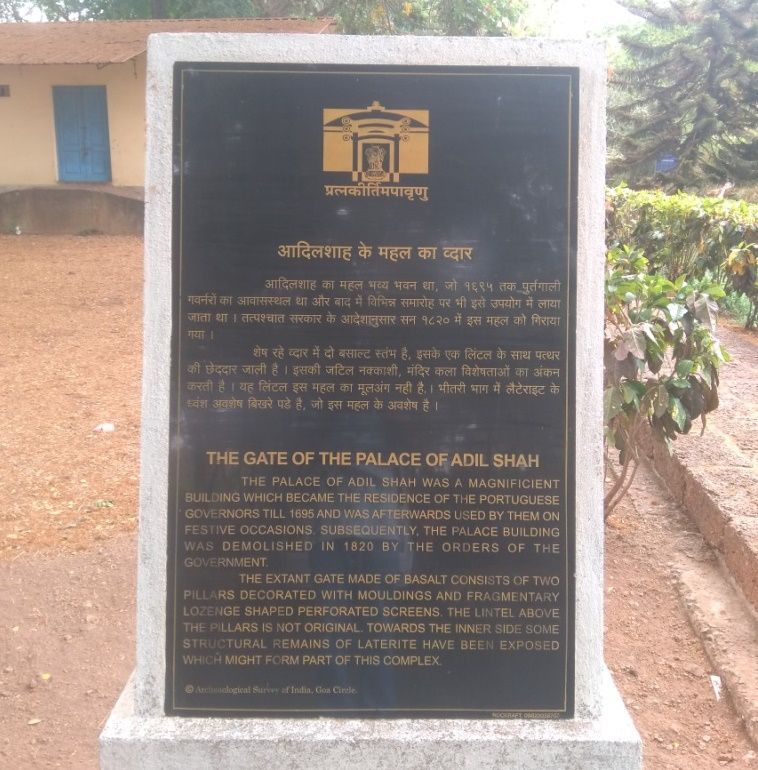 प्रत्नकीर्तिमपावृणु
आदिलशाह के महल का व्दार
आदिलशाह का महल भव्य भवन था, जो १६९५ तक पुर्तगाली
गवर्नरों का आवासस्थल था और बाद में विभिन्न समारोह पर भी इसे उपयोग में लाया
जाता था । तत्पश्चात सरकार के आदेशानुसार सन १८२० में इस महल को गिराया
गया ।
शेष रहे व्दार में दो बसाल्ट स्तंभ है, इसके एक लिंटल के साथ पत्थर
की छेददार जाली है । इसकी जटिल नक्काशी, मंदिर कला विशेषताओं का अंकन
करती है । यह लिंटल इस महल का मूलअंग नही है । भीतरी भाग में लैटेराइट के
ध्वंश अवशेष बिखरे पडे है, जो इस महल के अवशेष है ।
THE GATE OF THE PALACE OF ADIL SHAH
THE PALACE OF ADIL SHAH WAS A MAGNIFICIENT
BUILDING WHICH BECAME THE RESIDENCE OF THE PORTUGUESE
GOVERNORS TILL 1695 AND WAS AFTERWARDS USED BY THEM ON
FESTIVE OCCASIONS. SUBSEQUENTLY, THE PALACE BUILDING
WAS DEMOLISHED IN 1820 BY THE ORDERS OF THE
GOVERNMENT.
THE EXTANT GATE MADE OF BASALT CONSISTS OF TWO
PILLARS DECORATED WITH MOULDINGS AND FRAGMENTARY
LOZENGE SHAPED PERFORATED SCREENS. THE LINTEL ABOVE
THE PILLARS IS NOT ORIGINAL. TOWARDS THE INNER SIDE SOME
STRUCTURAL REMAINS OF LATERITE HAVE BEEN EXPOSED
WHICH MIGHT FORM PART OF THIS COMPLEX.
© Archaeological Survey of India, Goa Circle.